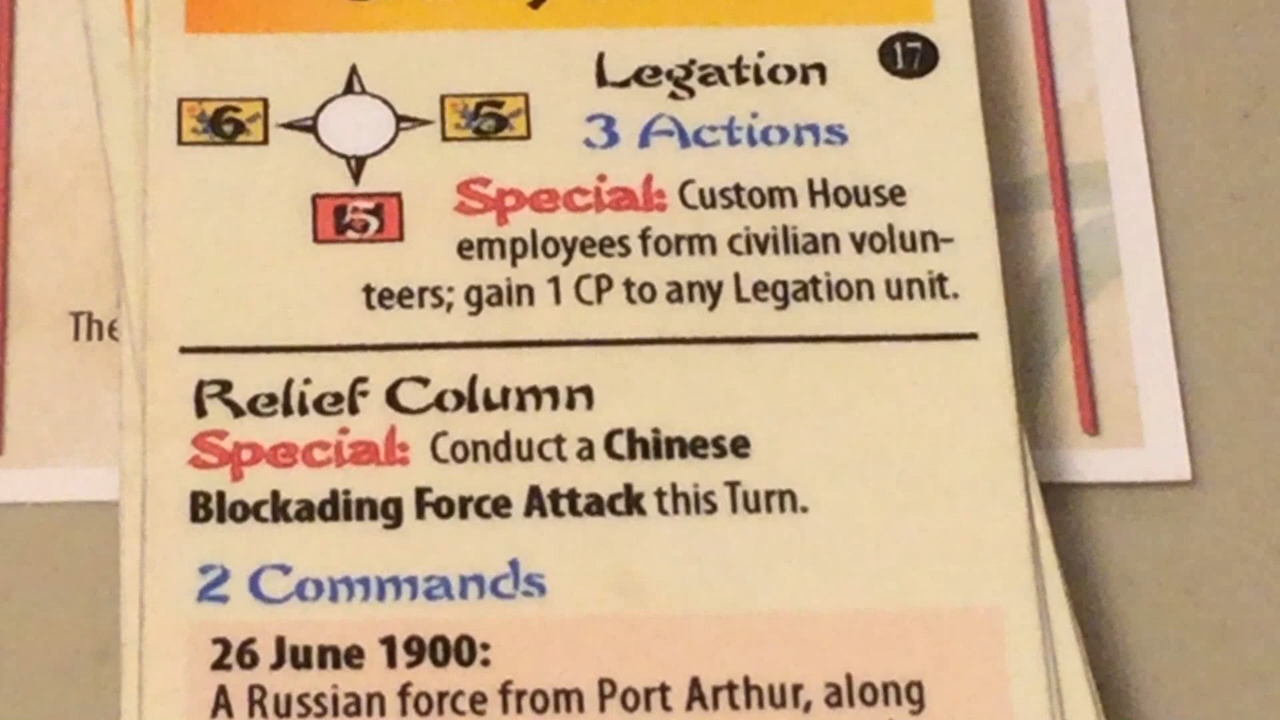 17
Legation
6 5
3 Actions
5
Special: Custom House
employees form civilian volun-
teers; gain 1 CP to any Legation unit.
The
Relief Column
Special: Conduct a Chinese
Blockading Force Attack this Turn.
2 Commands
26 June 1900:
A Russian force from Port Arthur, along